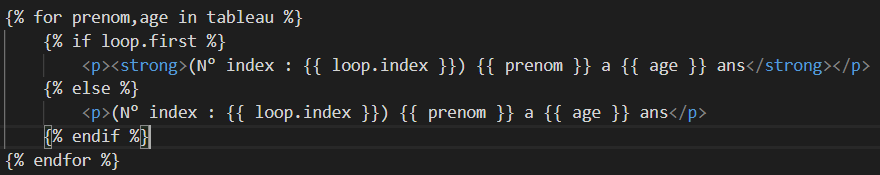 {% for prenom,age in tableau %}
{% if loop.first %}
<p><strong>(N° index : {{ loop.index }}) {{ prenom }} a {{ age }} ans</strong></p>
{% else %}
<p>(N° index : {{ loop.index }}) {{ prenom }} a {{ age }} ans</p>
{% endif %}
{% endfor %}